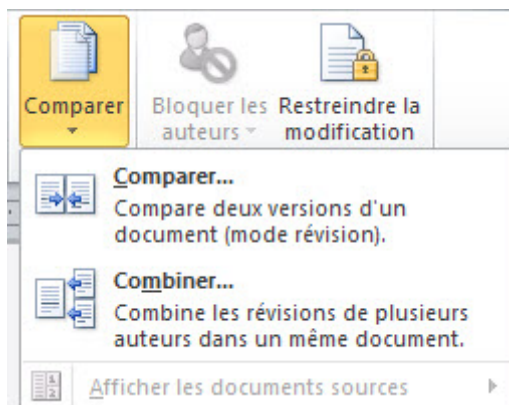 Comparer
Bloquer les
auteurs
Restreindre la
modification
Comparer...
Compare deux versions d'un
document (mode révision).
Combiner...
Combine les révisions de plusieurs
auteurs dans un même document.
Afficher les documents sources